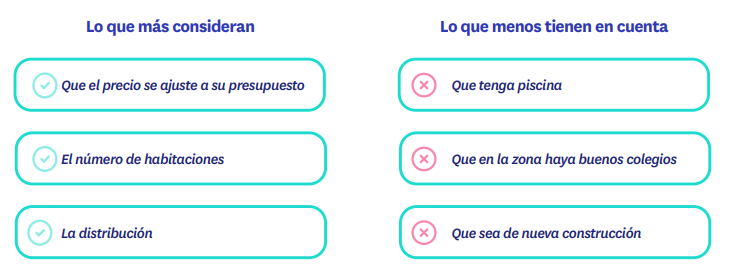 Lo que más consideran
Que el precio se ajuste a su presupuesto
El número de habitaciones
La distribución
Lo que menos tienen en cuenta
Que tenga piscina
Que en la zona haya buenos colegios
Que sea de nueva construcción